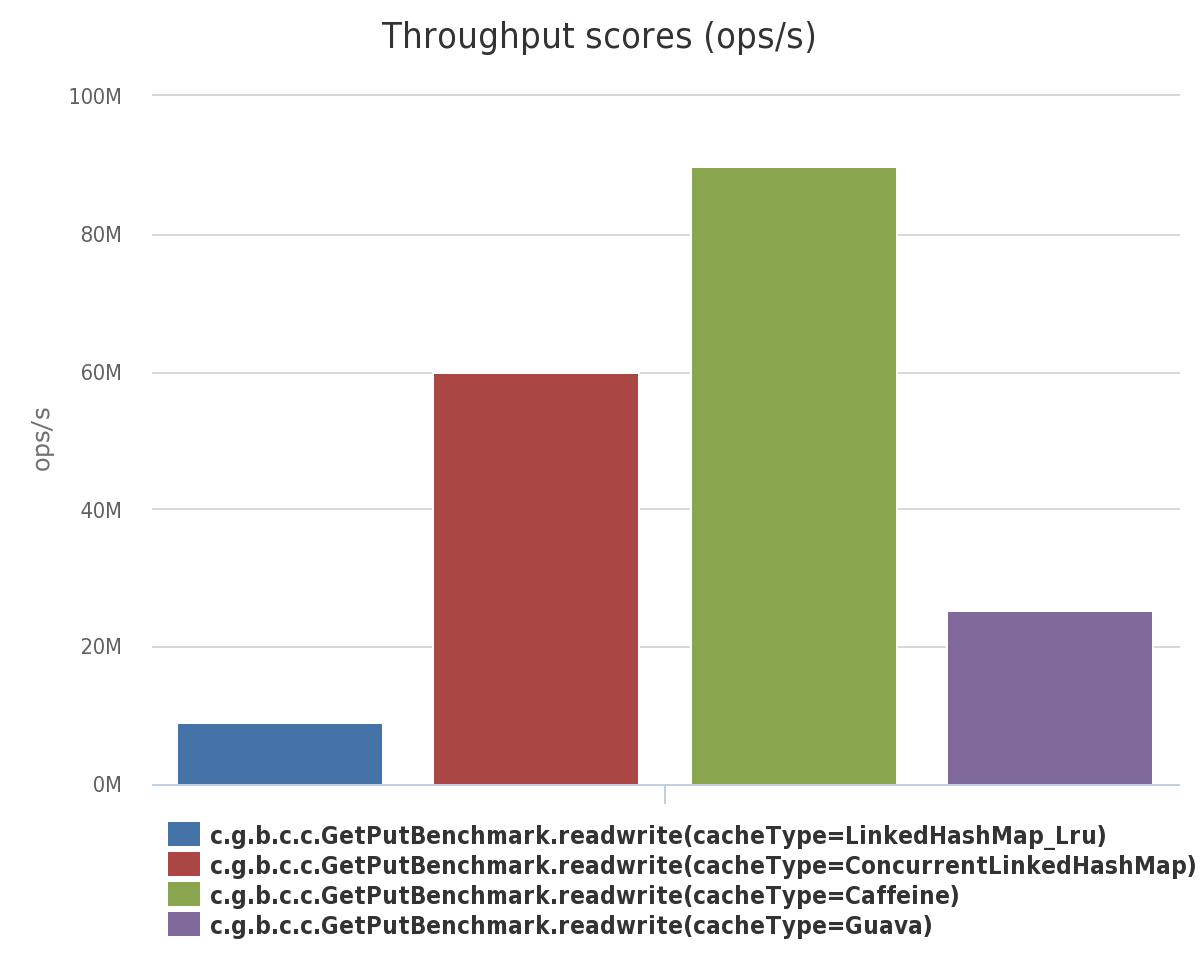 Throughput scores (ops/s)
100M
80M
60M
40M
20M
0M
ops/s
c.g.b.c.c.GetPutBenchmark.readwrite(cacheType=LinkedHashMap_Lru)
c.g.b.c.c.GetPutBenchmark.readwrite(cacheType=ConcurrentLinkedHashMap)
c.g.b.c.c.GetPutBenchmark.readwrite(cacheType=Caffeine)
c.g.b.c.c.GetPutBenchmark.readwrite(cacheType=Guava)